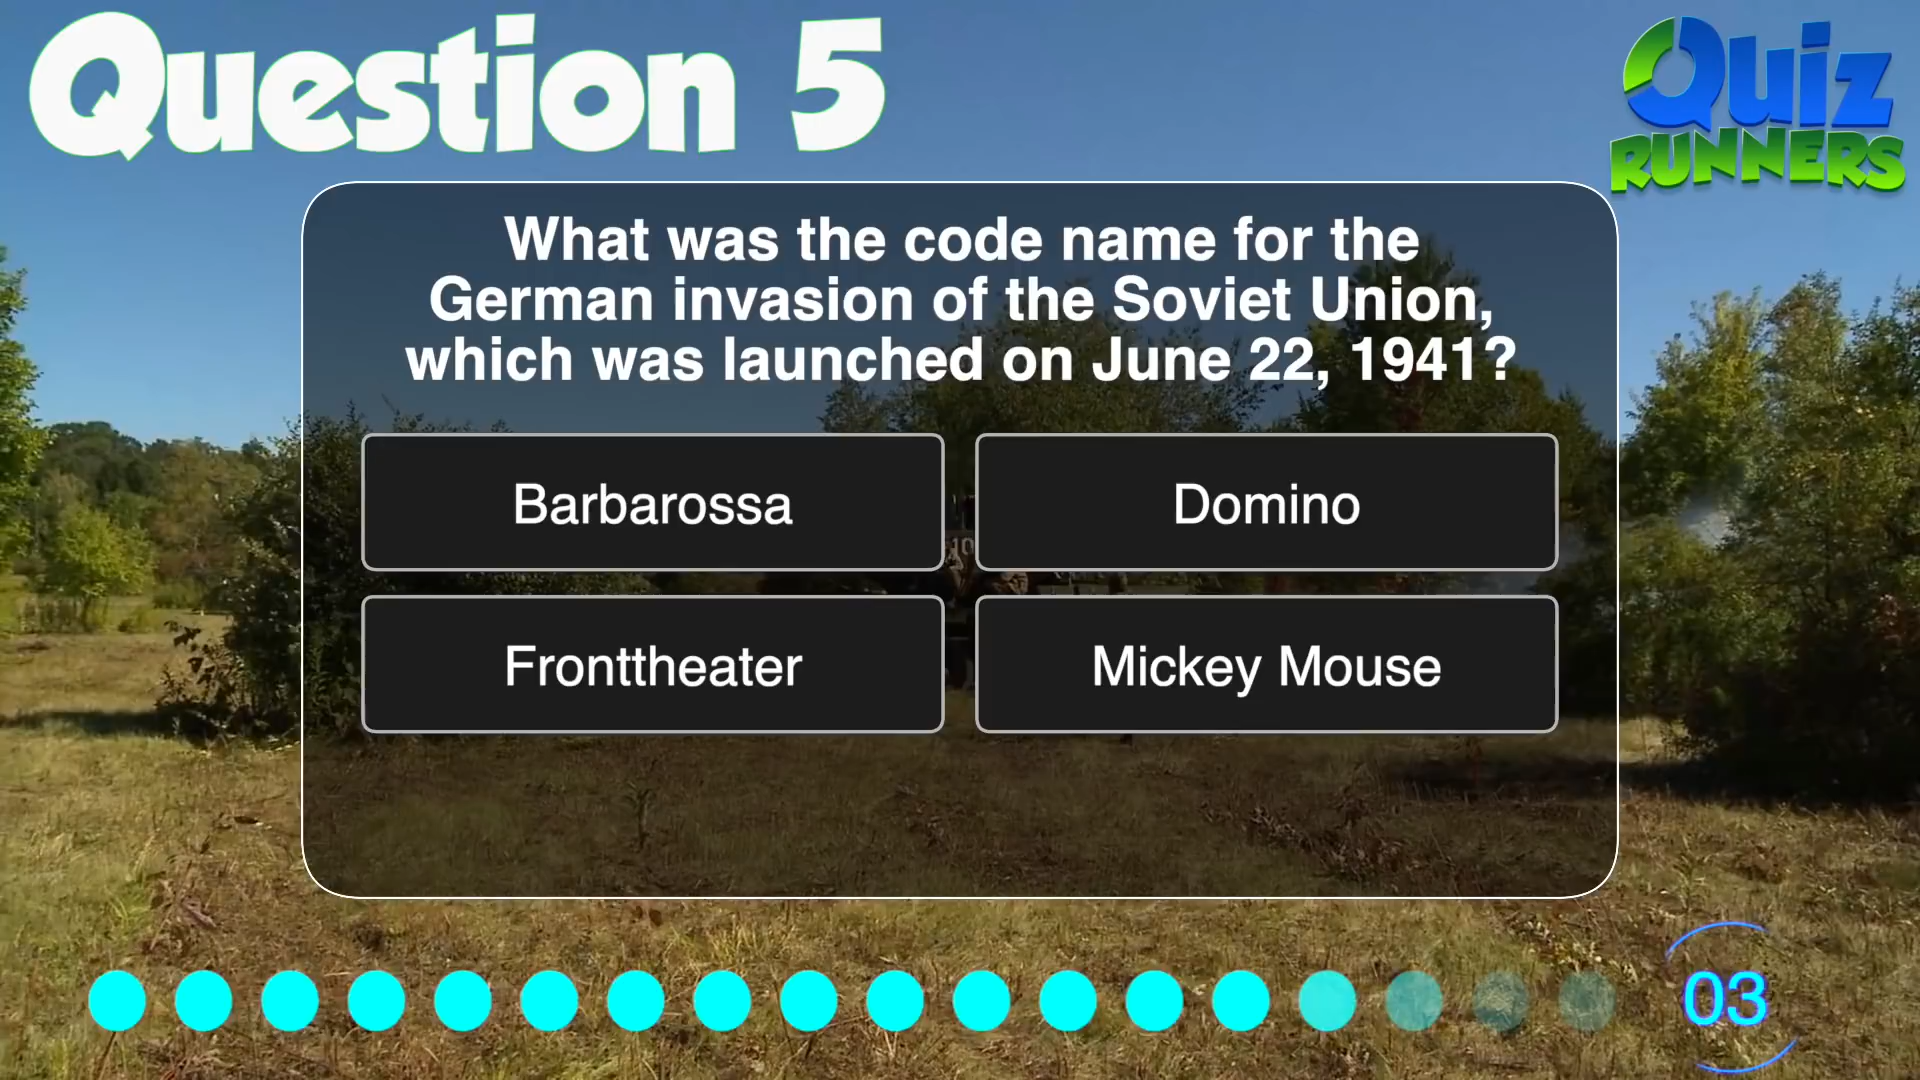 Question 5
Quiz
RUNNERS
What was the code name for the
German invasion of the Soviet Union,
which was launched on June 22, 1941?
Barbarossa
Domino
10
Fronttheater
Mickey Mouse
03